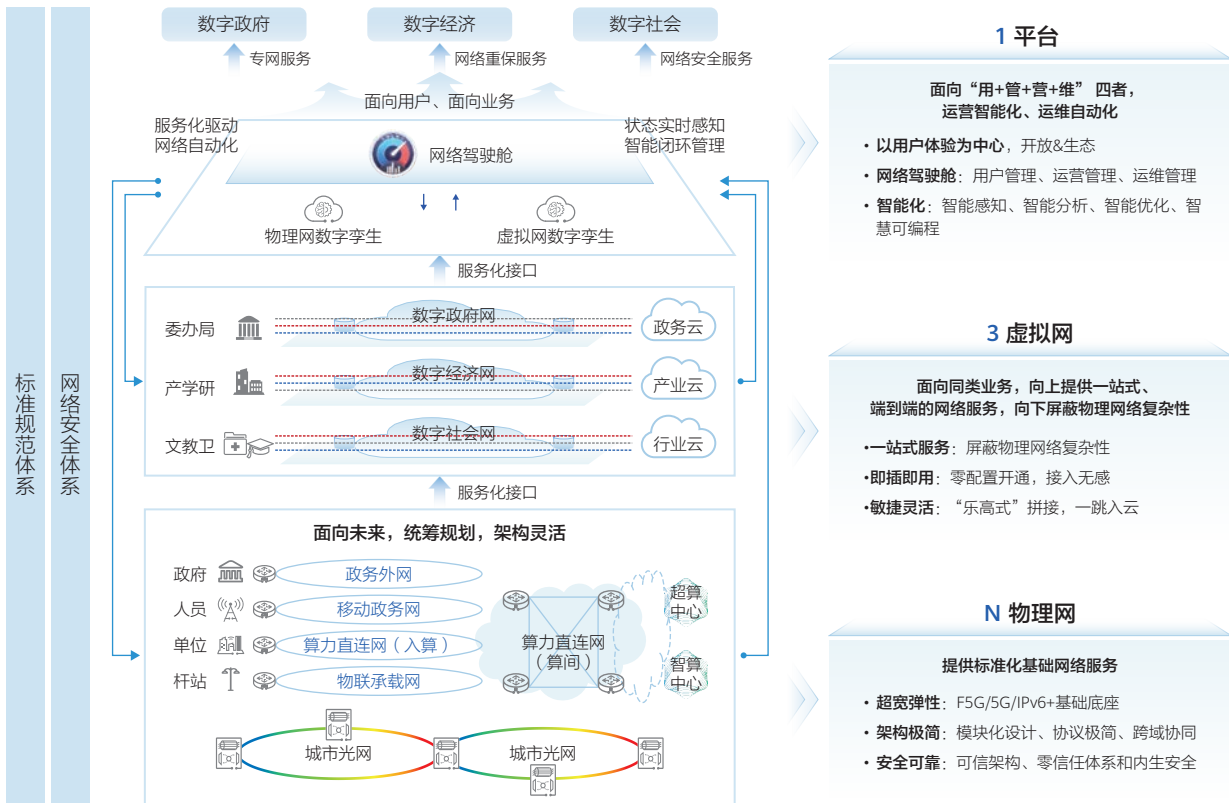 数字政府
数字经济
数字社会
专网服务
网络重保服务
网络安全服务
面向用户、面向业务
服务化驱动
网络自动化
网络驾驶舱
状态实时感知
智能闭环管理
物理网数字孪生
虚拟网数字孪生
服务化接口
委办局
数字政府网
政务云
产学研
数字经济网
产业云
文教卫
数字社会网
行业云
服务化接口
面向未来，统筹规划，架构灵活
政府
政务外网
人员
移动政务网
单位
算力直连网（入算）
杆站
物联承载网
算力直连网
（算间）
超算
中心
智算
中心
城市光网
城市光网
标准规范体系
网络安全体系
1 平台
面向“用+管+营+维” 四者，
运营智能化、运维自动化
• 以用户体验为中心，开放&生态
• 网络驾驶舱：用户管理、运营管理、运维管理
• 智能化：智能感知、智能分析、智能优化、智
慧可编程
3 虚拟网
面向同类业务，向上提供一站式、
端到端的网络服务，向下屏蔽物理网络复杂性
•一站式服务：屏蔽物理网络复杂性
•即插即用：零配置开通，接入无感
•敏捷灵活：“乐高式”拼接，一跳入云
N 物理网
提供标准化基础网络服务
• 超宽弹性：F5G/5G/IPv6+基础底座
• 架构极简：模块化设计、协议极简、跨域协同
• 安全可靠：可信架构、零信任体系和内生安全